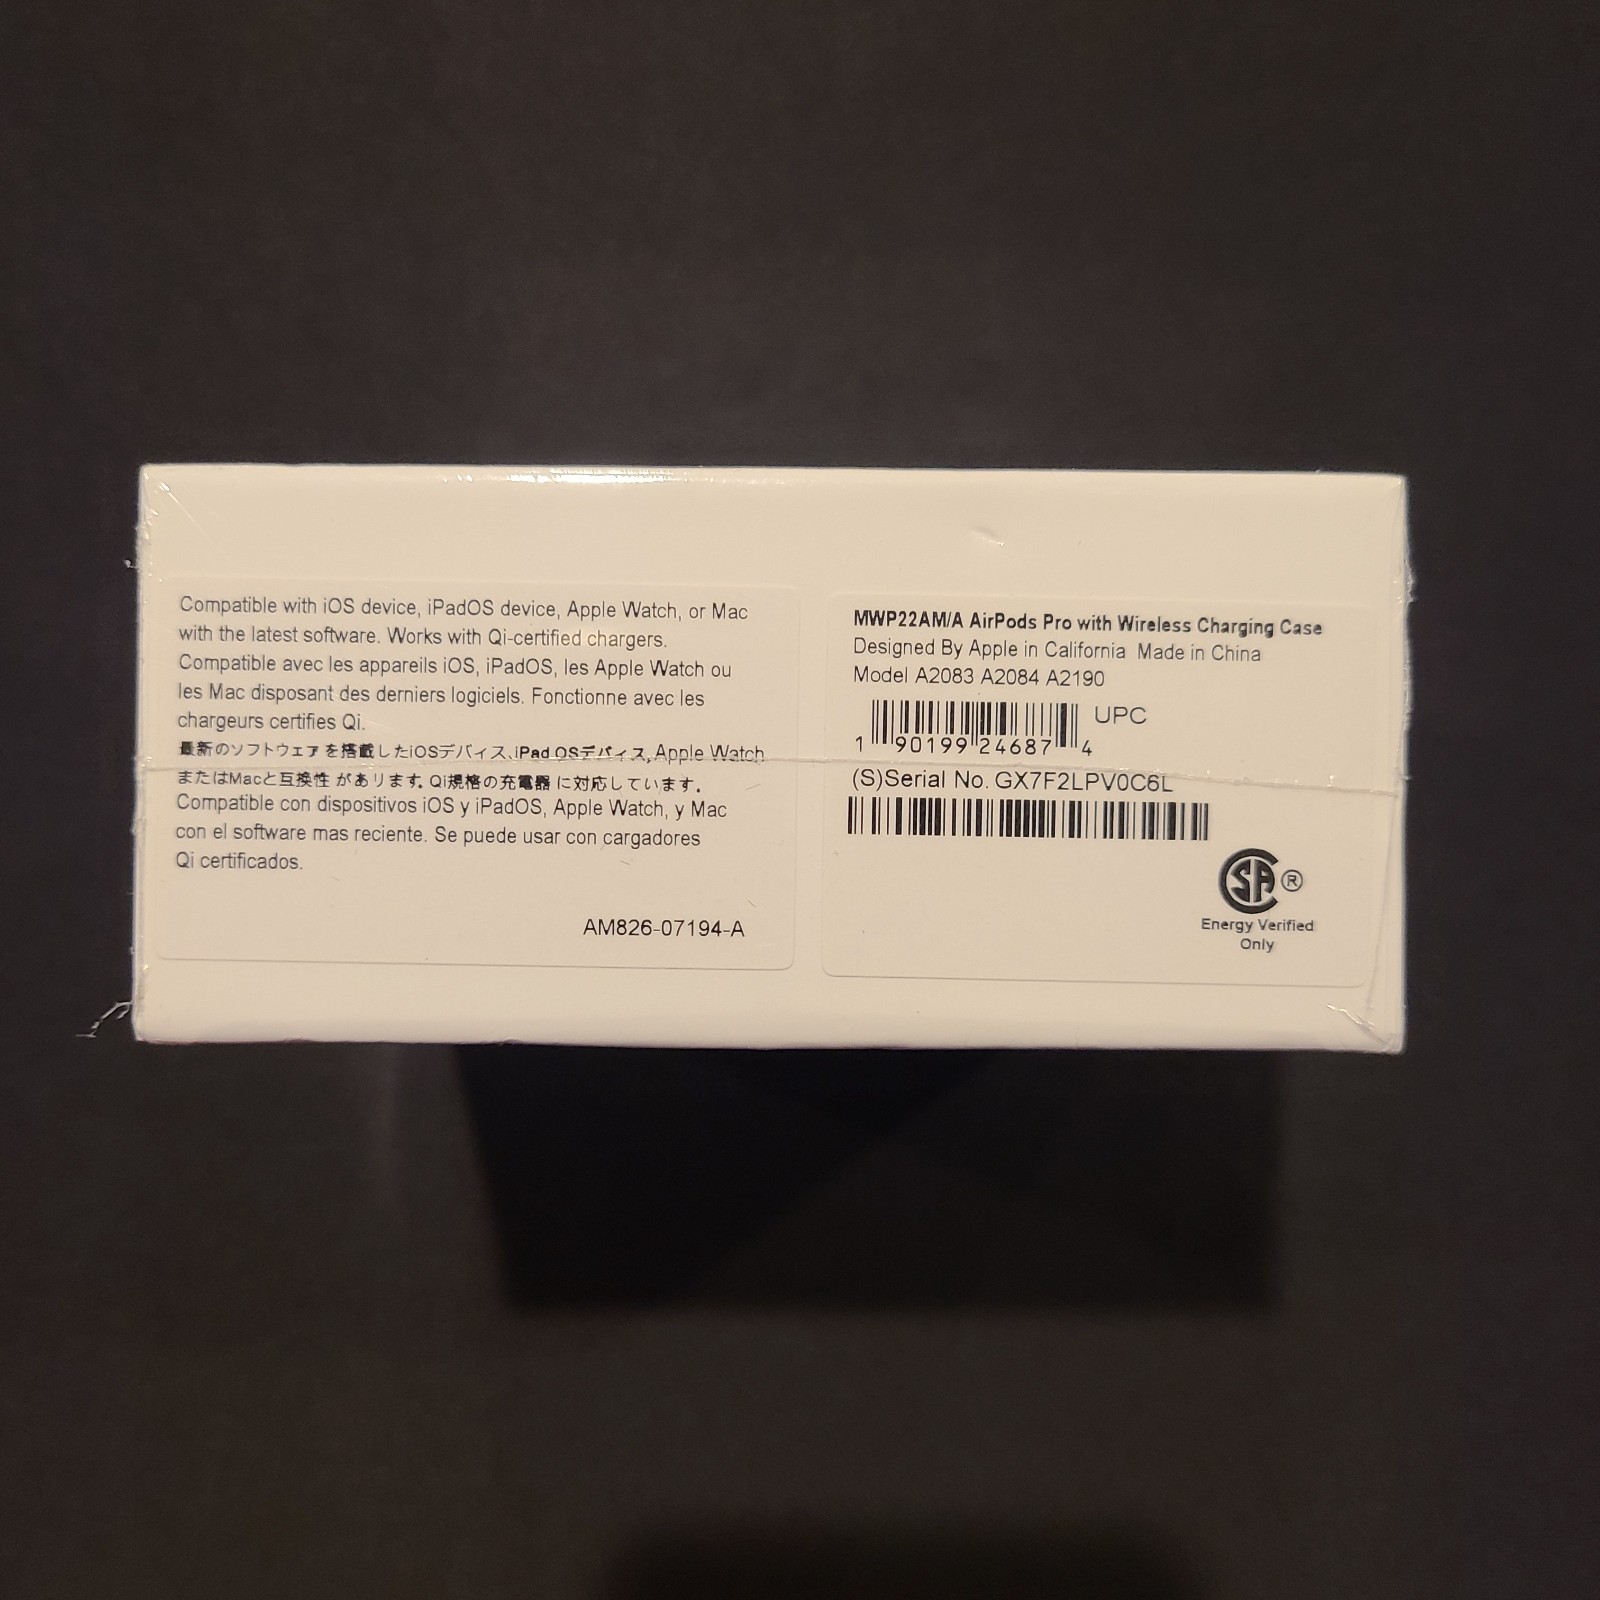 Compatible with iOS device, iPadOS device, Apple Watch, or Mac
with the latest software. Works with Qi-certified chargers.
Compatible avec les appareils iOS, iPadOS, les Apple Watch ou
les Mac disposant des derniers logiciels. Fonctionne avec les
chargeurs certifies Qi.
最新のソフトウェアを搭載したiOSデバイス､iPad OSデバイス, Apple Watch
またはMacと互換性 があります. Qi規格の充電器 に対応しています.
Compatible con dispositivos iOS y iPadOS, Apple Watch, y Mac
con el software mas reciente. Se puede usar con cargadores
Qi certificados.
AM826-07194-A
MWP22AM/A AirPods Pro with Wireless Charging Case
Designed By Apple in California Made in China
Model A2083 A2084 A2190
UPC
1 90199 24687 4
(S)Serial No. GX7F2LPV0C6L
SA ®
Energy Verified
Only